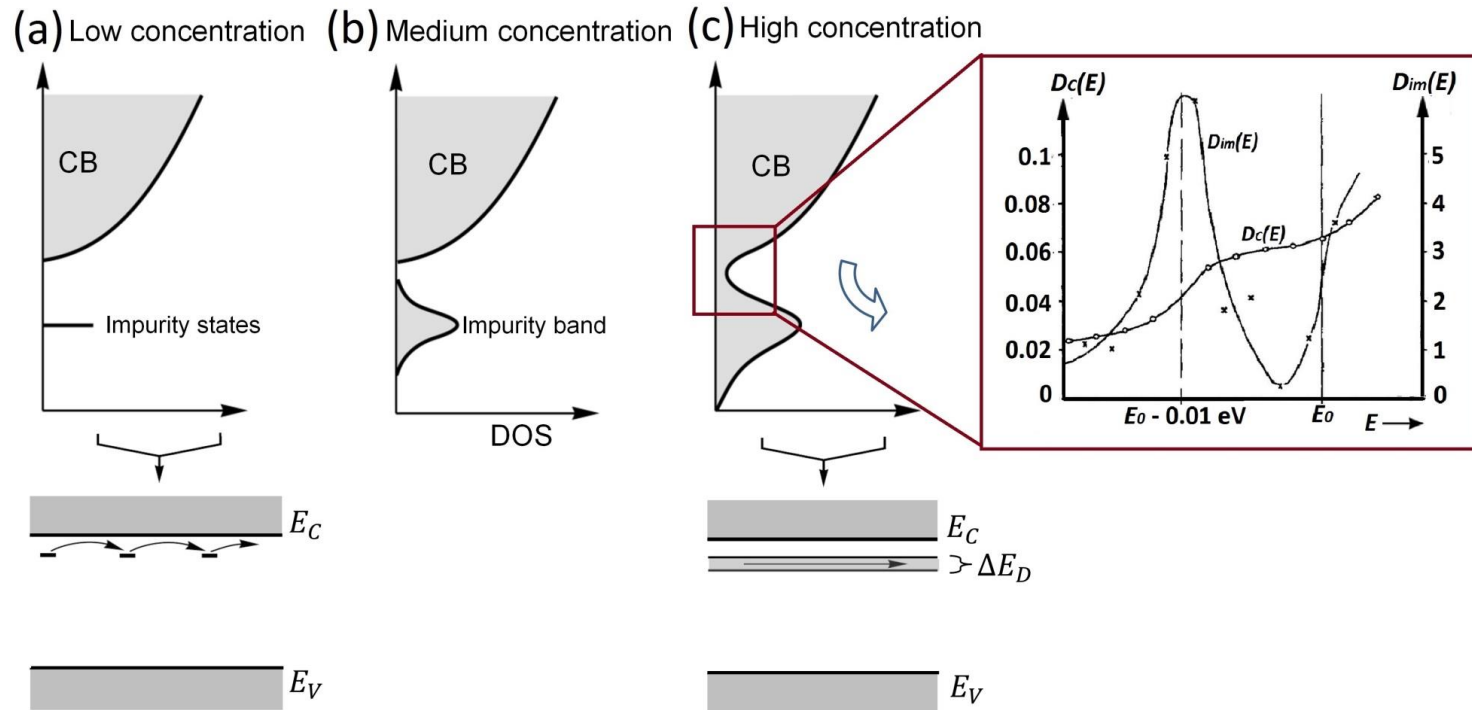 (a) Low concentration
(b) Medium concentration
(c) High concentration
CB
Impurity states
CB
Impurity band
DOS
CB
Dc(E)
Dim(E)
0.1
0.08
0.06
0.04
0.02
0
Dim(E)
Dc(E)
5
4
3
2
1
0
E0 - 0.01 eV
E0
E
EC
EV
EC
ΔED
EV